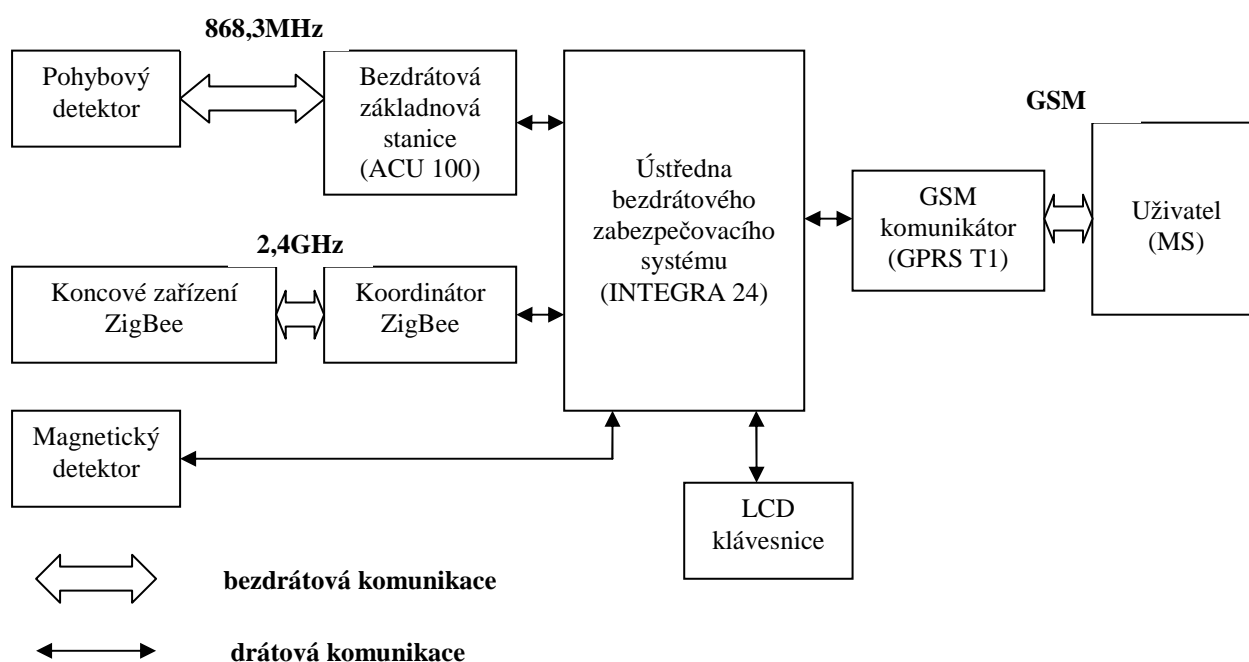 868,3MHz
Pohybový
detektor
Bezdrátová
základnová
stanice
(ACU 100)
Ústředna
bezdrátového
zabezpečovacího
systému
(INTEGRA 24)
GSM
GSM
komunikátor
(GPRS T1)
Uživatel
(MS)
2,4GHz
Koncové zařízení
ZigBee
Koordinátor
ZigBee
Magnetický
detektor
LCD
klávesnice
bezdrátová komunikace
drátová komunikace